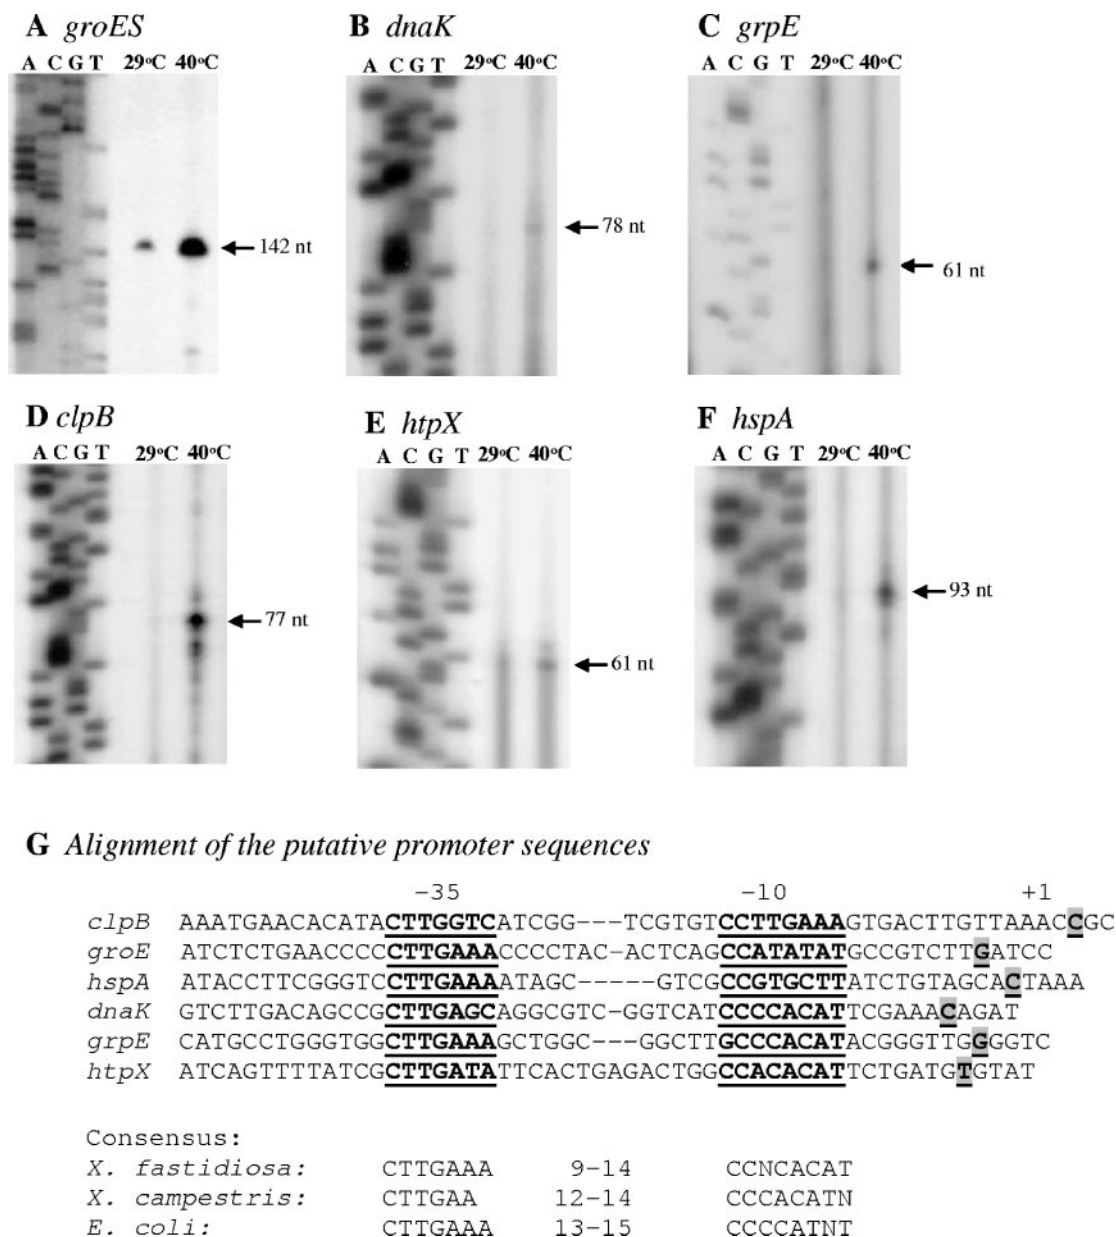 A groES
B dnaK
C grpE
A C G T 29°C 40°C
A C G T 29°C 40°C
A C G T 29°C 40°C
142 nt
78 nt
61 nt
D clpB
E htpX
F hspA
A C G T 29°C 40°C
A C G T 29°C 40°C
A C G T 29°C 40°C
77 nt
61 nt
93 nt
G Alignment of the putative promoter sequences
-35 -10 +1
clpB AAATGAACACATACTTGGTCATCGG---TCGTGTCCTTGAAAGTGACTTGTTAAACCCGC
groE ATCTCTGAACCCCCTTGAAACCCCTAC-ACTCAGCCATATATGCCGTCTTGATCC
hspA ATACCTTCGGGTCCTTGAAAATAGC-----GTCGCCGTGCTTATCTGTAGCACTAAA
dnaK GTCTTGACAGCCGCTTGAGCAGGCGTC-GGTCATCCCCACATTCGAAACAGAT
grpE CATGCCTGGGTGGCTTGAAAGCTGGC---GGCTTGCCCACATACGGGTTGGGGTC
htpX ATCAGTTTTATCGCTTGATATTCACTGAGACTGGCCACACATTCTGATGTGTAT
Consensus:
X. fastidiosa: CTTGAAA 9-14 CCNCACAT
X. campestris: CTTGAA 12-14 CCCACATN
E. coli: CTTGAAA 13-15 CCCCATNT